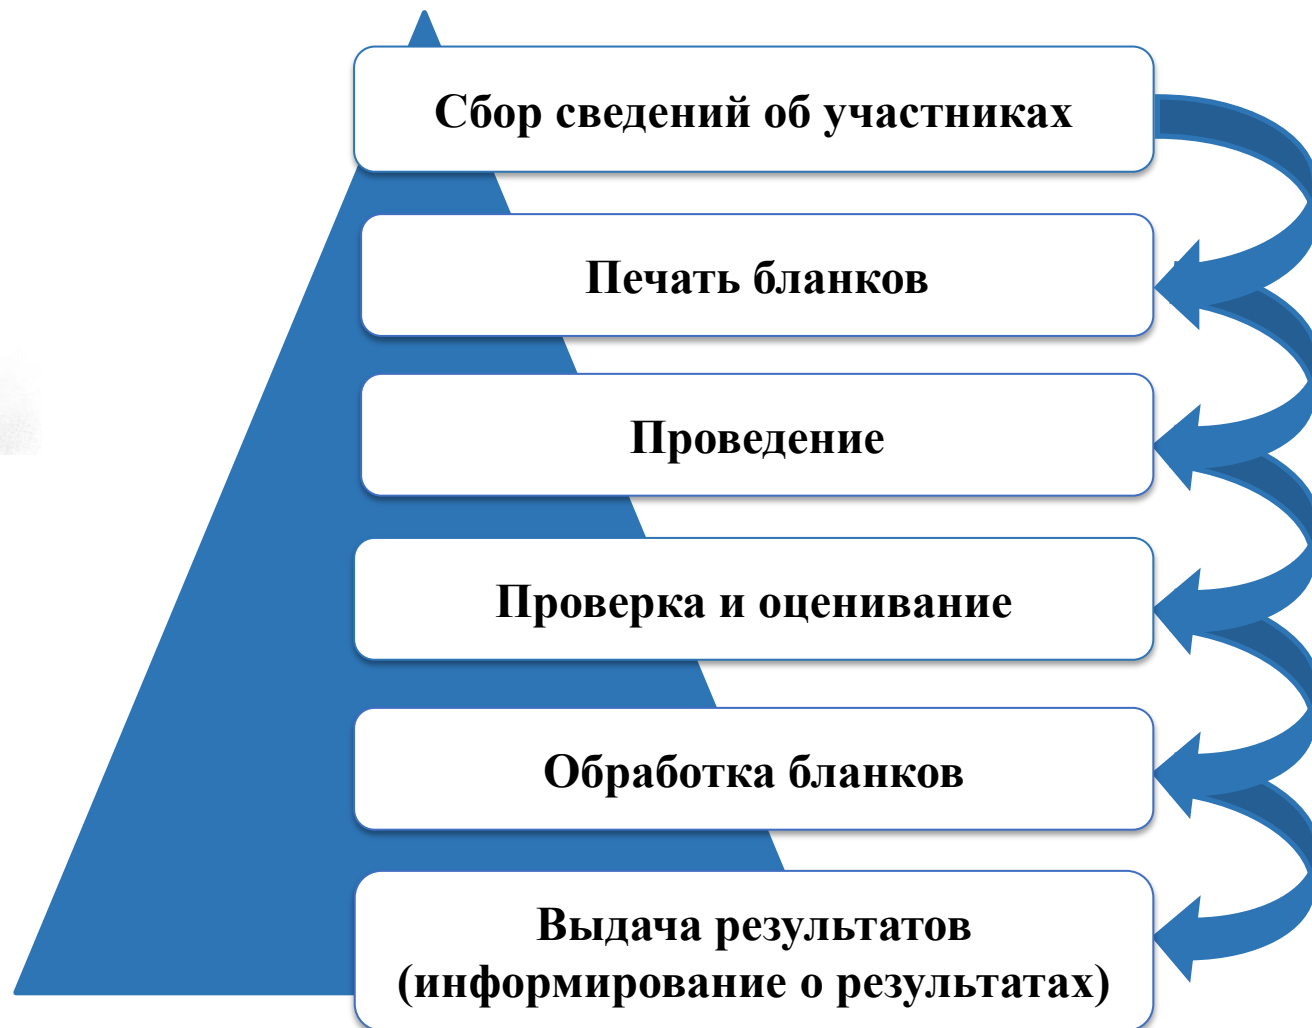 Сбор сведений об участниках
Печать бланков
Проведение
Проверка и оценивание
Обработка бланков
Выдача результатов
(информирование о результатах)